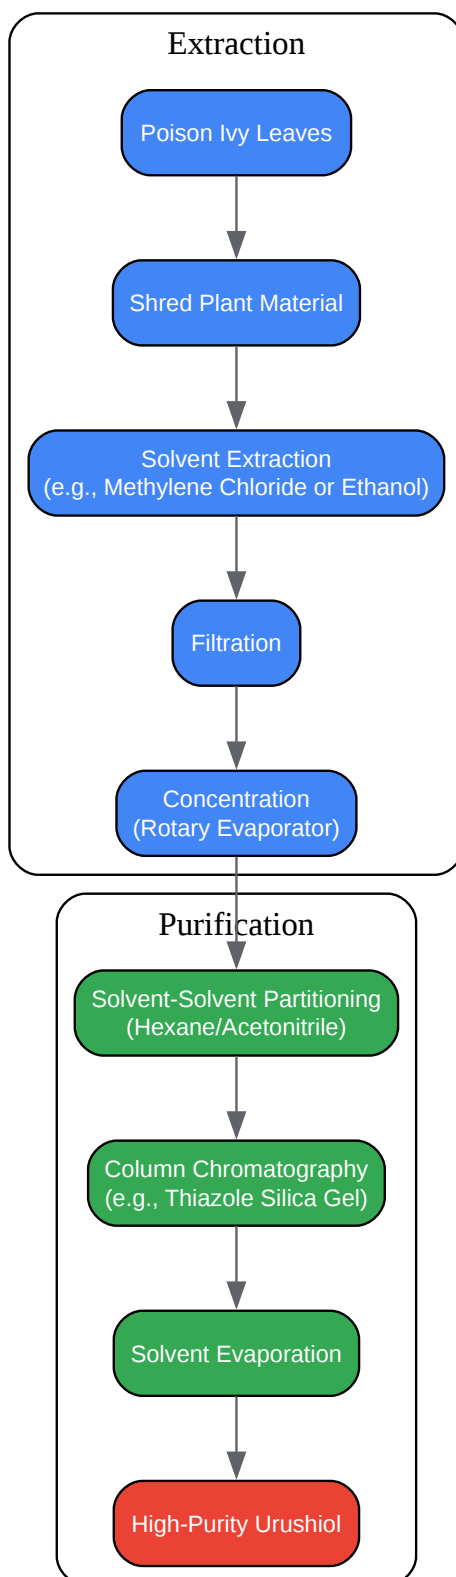 Extraction
Poison Ivy Leaves
Shred Plant Material
Solvent Extraction
(e.g., Methylene Chloride or Ethanol)
Filtration
Concentration
(Rotary Evaporator)
Purification
Solvent-Solvent Partitioning
(Hexane/Acetonitrile)
Column Chromatography
(e.g., Thiazole Silica Gel)
Solvent Evaporation
High-Purity Urushiol